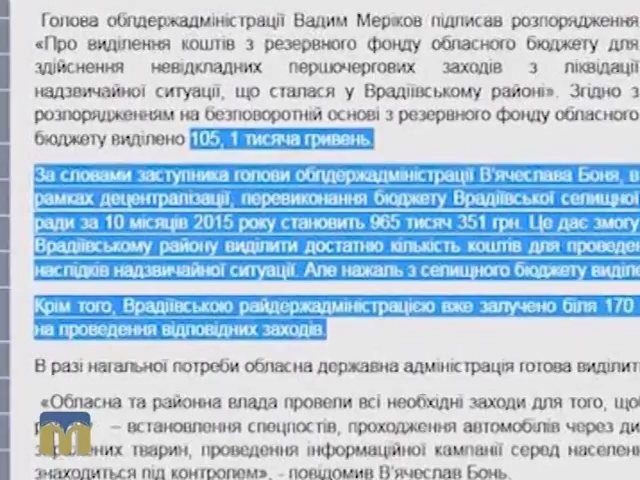 Голова облдержадміністрації Вадим Меріков підписав розпорядження
«Про виділення коштів з резервного фонду обласного бюджету для
здійснення невідкладних першочергових заходів з ліквідації
надзвичайної ситуації, що сталася у Врадіївському районі». Згідно з
розпорядженням на безповоротній основі з резервного фонду обласного
бюджету виділено 105, 1 тисяча гривень.
За словами заступника голови облдержадміністрації В'ячеслава Боня, в
рамках децентралізації, перевиконання бюджету Врадіївської селищної
ради за 10 місяців 2015 року становить 965 тисяч 351 грн. Це дає змогу
Врадіївському району виділити достатню кількість коштів для проведе
наслідків надзвичайної ситуації. Але нажаль з селищного бюджету виділе
Крім того, Врадіївською райдержадміністрацією вже залучено біля 170
на проведення відповідних заходів.
В разі нагальної потреби обласна державна адміністрація готова виділит
«Обласна та районна влада провели всі необхідні заходи для того, щоб
– встановлення спецпостів, проходження автомобілів через ди
тварин, проведення інформаційної кампанії серед населен
знаходиться під контролем», - повідомив В'ячеслав Бонь.